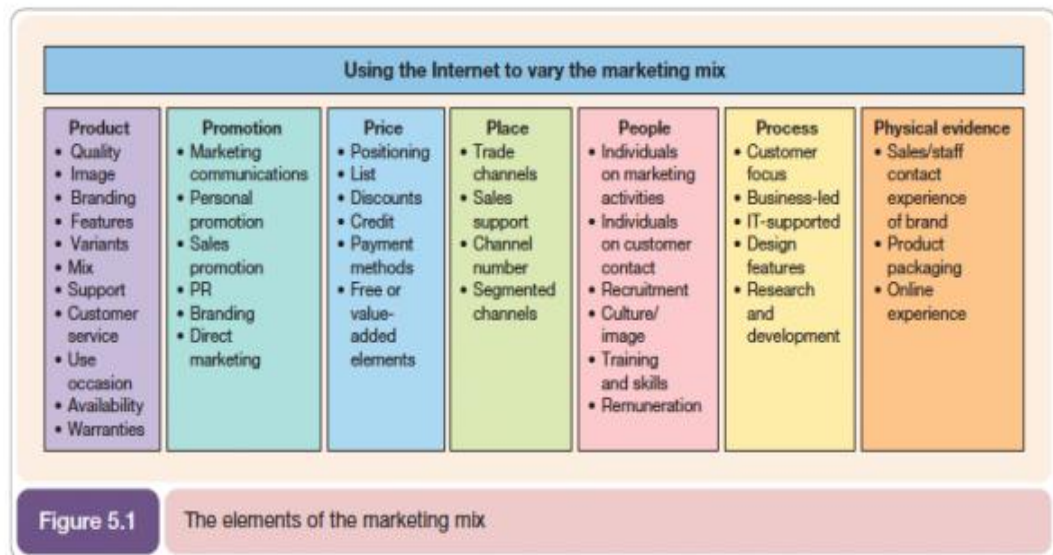 Using the Internet to vary the marketing mix
Product
• Quality
• Image
• Branding
• Features
• Variants
• Mix
• Support
• Customer
service
• Use
occasion
• Availability
• Warranties
Promotion
• Marketing
communications
• Personal
promotion
• Sales
promotion
• PR
• Branding
• Direct
marketing
Price
• Positioning
• List
• Discounts
• Credit
• Payment
methods
• Free or
value-
added
elements
Place
• Trade
channels
• Sales
support
• Channel
number
• Segmented
channels
People
• Individuals
on marketing
activities
• Individuals
on customer
contact
• Recruitment
• Culture/
image
• Training
and skills
• Remuneration
Process
• Customer
focus
• Business-led
• IT-supported
• Design
features
• Research
and
development
Physical evidence
• Sales/staff
contact
experience
of brand
• Product
packaging
• Online
experience
Figure 5.1
The elements of the marketing mix